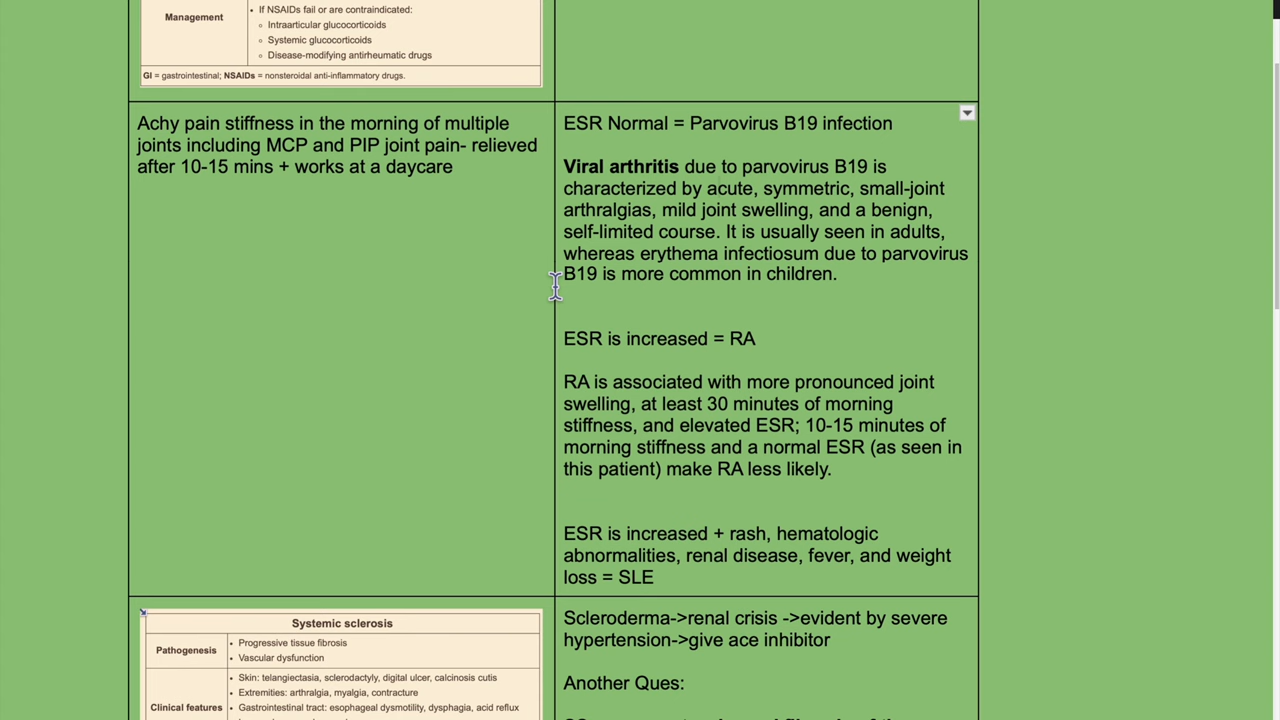 Management
• If NSAIDs fail or are contraindicated:
○ Intraarticular glucocorticoids
○ Systemic glucocorticoids
○ Disease-modifying antirheumatic drugs
GI = gastrointestinal; NSAIDs = nonsteroidal anti-inflammatory drugs.
Achy pain stiffness in the morning of multiple
joints including MCP and PIP joint pain- relieved
after 10-15 mins + works at a daycare
ESR Normal = Parvovirus B19 infection
Viral arthritis due to parvovirus B19 is
characterized by acute, symmetric, small-joint
arthralgias, mild joint swelling, and a benign,
self-limited course. It is usually seen in adults,
whereas erythema infectiosum due to parvovirus
B19 is more common in children.
ESR is increased = RA
RA is associated with more pronounced joint
swelling, at least 30 minutes of morning
stiffness, and elevated ESR; 10-15 minutes of
morning stiffness and a normal ESR (as seen in
this patient) make RA less likely.
ESR is increased + rash, hematologic
abnormalities, renal disease, fever, and weight
loss = SLE
Systemic sclerosis
Pathogenesis
• Progressive tissue fibrosis
• Vascular dysfunction
Clinical features
• Skin: telangiectasia, sclerodactyly, digital ulcer, calcinosis cutis
• Extremities: arthralgia, myalgia, contracture
• Gastrointestinal tract: esophageal dysmotility, dysphagia, acid reflux
Scleroderma->renal crisis ->evident by severe
hypertension->give ace inhibitor
Another Ques: